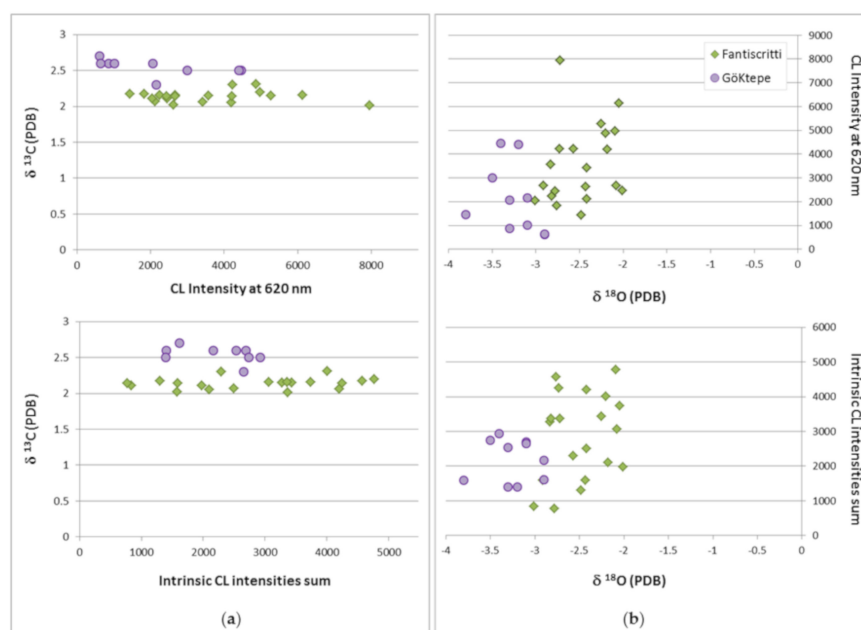 3
2.5
2
1.5
1
0.5
0
δ 13C (PDB)
0 2000 4000 6000 8000
CL Intensity at 620 nm
9000
8000
7000
6000
5000
4000
3000
2000
1000
0
CL Intensity at 620 nm
Fantiscritti
GöKtepe
-4 -3.5 -3 -2.5 -2 -1.5 -1 -0.5 0
δ 18O (PDB)
3
2.5
2
1.5
1
0.5
0
δ 13C (PDB)
0 1000 2000 3000 4000 5000
Intrinsic CL intensities sum
(a)
6000
5000
4000
3000
2000
1000
0
Intrinsic CL intensities sum
-4 -3.5 -3 -2.5 -2 -1.5 -1 -0.5 0
δ 18O (PDB)
(b)